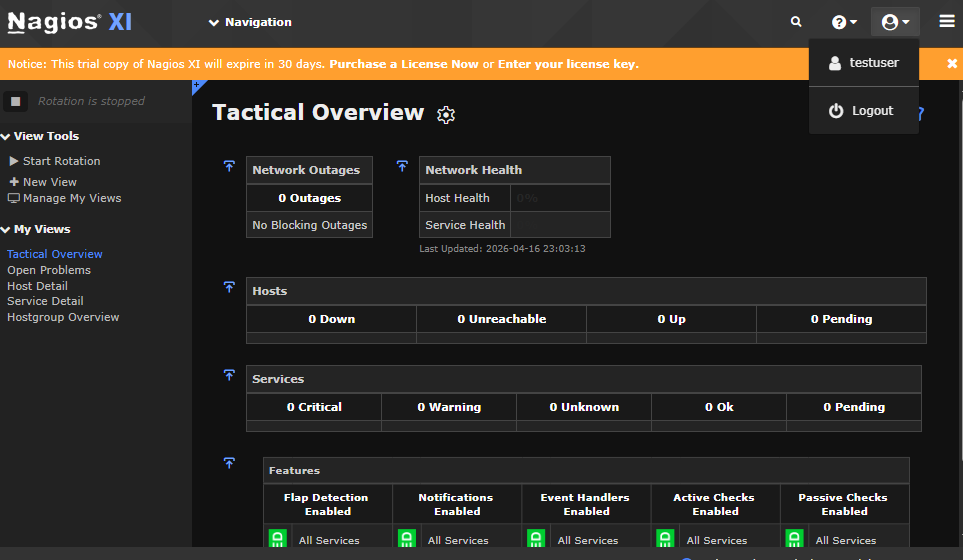 Nagios® XI
Navigation
Notice: This trial copy of Nagios XI will expire in 30 days. Purchase a License Now or Enter your license key.
testuser
Logout
Rotation is stopped
View Tools
Start Rotation
New View
Manage My Views
My Views
Tactical Overview
Open Problems
Host Detail
Service Detail
Hostgroup Overview
Tactical Overview
Network Outages
0 Outages
No Blocking Outages
Network Health
Host Health 0%
Service Health
Last Updated: 2026-04-16 23:03:13
Hosts
0 Down 0 Unreachable 0 Up 0 Pending
Services
0 Critical 0 Warning 0 Unknown 0 Ok 0 Pending
Features
Flap Detection Notifications Event Handlers Active Checks Passive Checks
Enabled Enabled Enabled Enabled Enabled
All Services All Services All Services All Services All Services